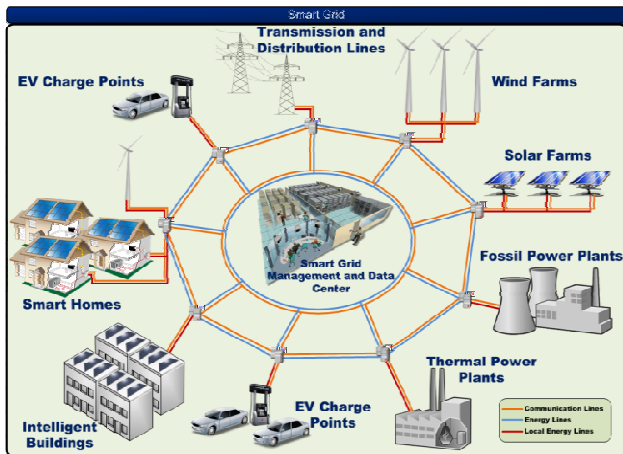 Smart Grid
Transmission and
Distribution Lines
EV Charge Points
Wind Farms
Solar Farms
Smart Grid
Management and Data
Center
Fossil Power Plants
Smart Homes
Thermal Power
Plants
Intelligent
Buildings
EV Charge
Points
Communication Lines
Energy Lines
Local Energy Lines